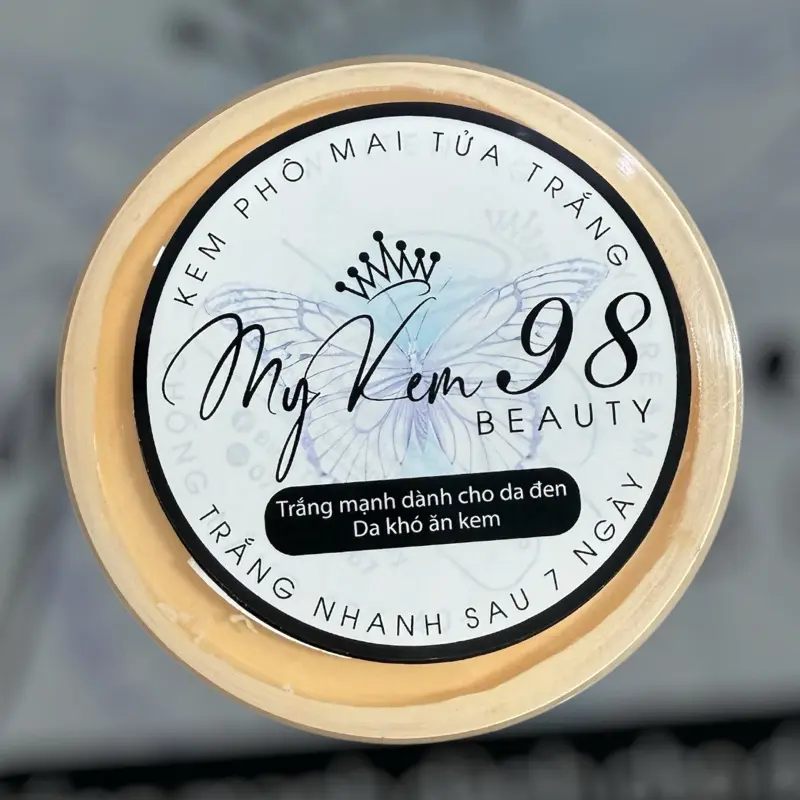 KEM PHÔ MAI TỬA TRẮNG
My Kem 98
BEAUTY
Trắng mạnh dành cho da đen
Da khó ăn kem
TRẮNG NHANH SAU 7 NGÀY